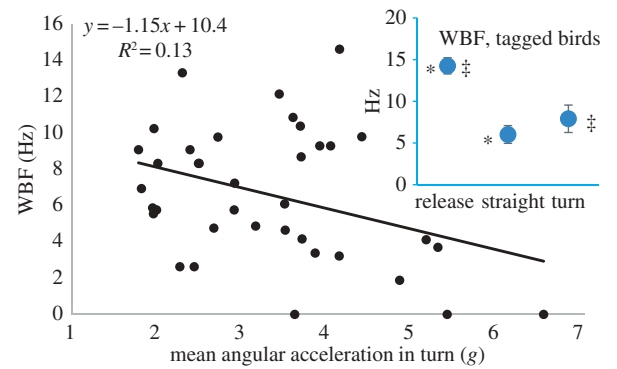 y = –1.15x + 10.4
R² = 0.13
WBF (Hz)
16
14
12
10
8
6
4
2
0
1 2 3 4 5 6 7
mean angular acceleration in turn (g)
WBF, tagged birds
Hz
20
15
10
5
0
* ‡
*
‡
release straight turn